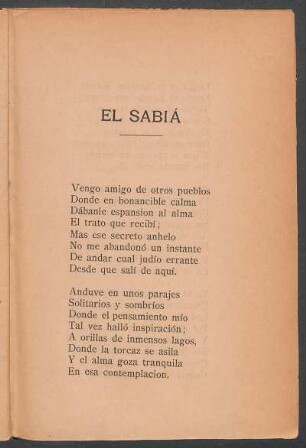 EL SABIÁ
Vengo amigo de otros pueblos
Donde en bonancible calma
Dábanle espansion al alma
El trato que recibí;
Mas ese secreto anhelo
No me abandonó un instante
De andar cual judío errante
Desde que salí de aquí.
Anduve en unos parajes
Solitarios y sombríos
Donde el pensamiento mío
Tal vez halló inspiración;
A orillas de inmensos lagos,
Donde la torcaz se asila
Y el alma goza tranquila
En esa contemplacion.